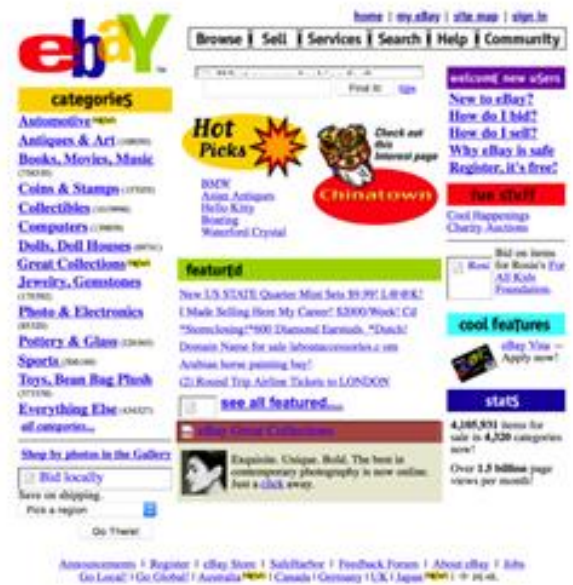 home | my eBay | site map | sign in
ebaY™
Browse | Sell | Services | Search | Help | Community
Find it!
tips
categorieS
Automotive
Antiques & Art
Books, Movies, Music
Coins & Stamps
Collectibles
Computers
Dolls, Doll Houses
Great Collections
Jewelry, Gemstones
Photo & Electronics
Pottery & Glass
Sports
Toys, Bean Bag Plush
Everything Else
all categories...
Shop by photos in the Gallery
Bid locally
Save on shipping.
Pick a region
Go There!
Hot
Picks
BMW
Asian Antiques
Hello Kitty
Boating
Waterford Crystal
Check out
this
interest page
Chinatown
featured
New US STATE Quarter Mint Sets $9.99! L@@K!
I Made Selling Here My Career! $2000/Week! Cd
Domain Name for sale
Arabian horse painting bay!
(2) Round Trip Airline Tickets to LONDON
see all featured...
eBay Great Collections
Exquisite. Unique. Bold. The best in
contemporary photography is now online.
Just a click away.
welcome new users
New to eBay?
How do I bid?
How do I sell?
Why eBay is safe
Register, it's free!
fun stuff
Cool Happenings
Charity Auctions
Rosi
Bid on items
for Rosie's For
All Kids
Foundation.
cool feaTures
eBay Visa –
Apply now!
statS
items for
sale in 4,320 categories
now!
Over 1.5 billion page
views per month!
Announcements | Register | eBay Store | SafeHarbor | Feedback Forum | About eBay | Jobs
Go Local! | Go Global! | Australia | Canada | Germany | UK | Japan